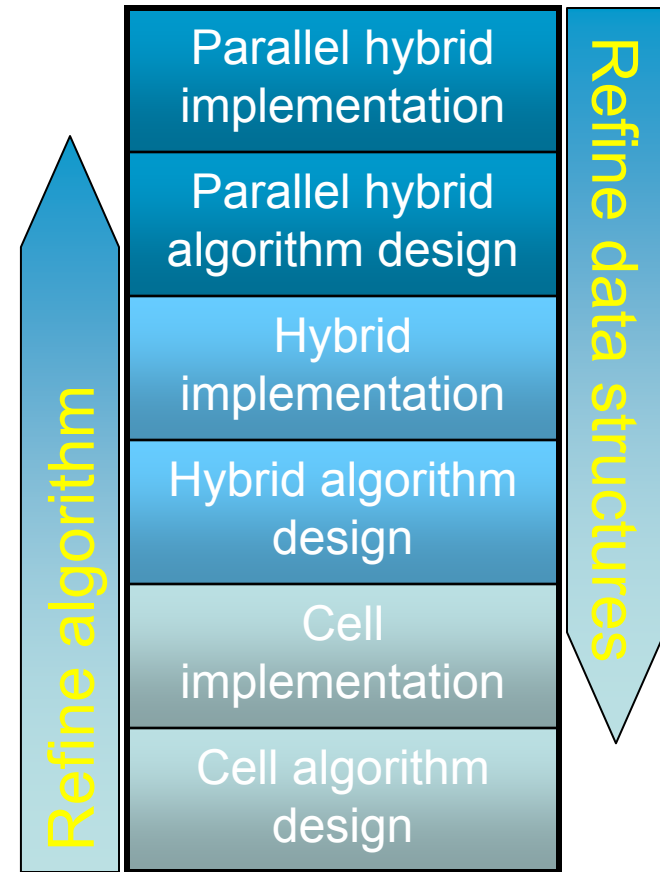 Parallel hybrid
implementation
Parallel hybrid
algorithm design
Hybrid
implementation
Hybrid algorithm
design
Cell
implementation
Cell algorithm
design
Refine algorithm
Refine data structures